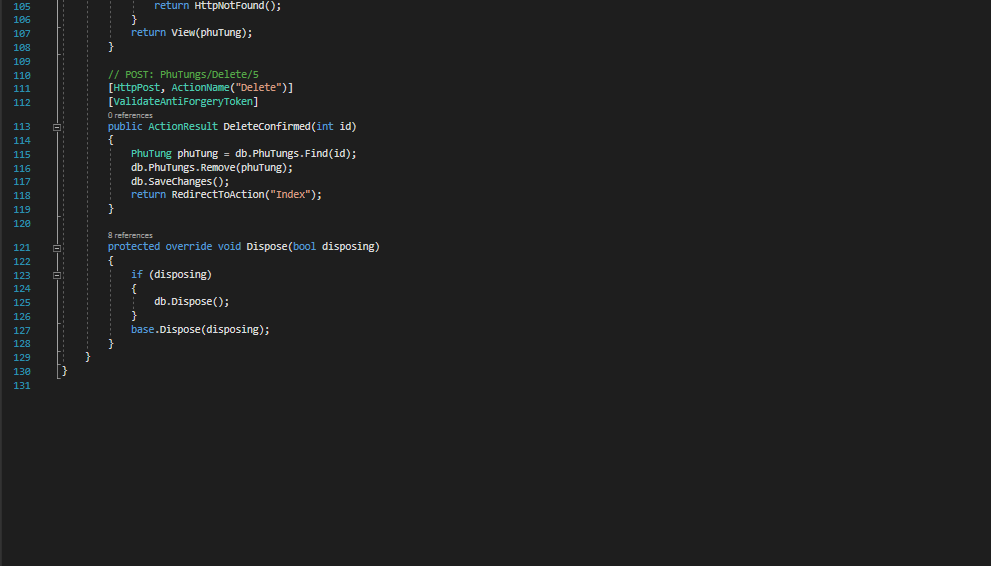 105 return HttpNotFound();
106 }
107 return View(phuTung);
108 }
109
110 // POST: PhuTungs/Delete/5
111 [HttpPost, ActionName("Delete")]
112 [ValidateAntiForgeryToken]
0 references
113 public ActionResult DeleteConfirmed(int id)
114 {
115 PhuTung phuTung = db.PhuTungs.Find(id);
116 db.PhuTungs.Remove(phuTung);
117 db.SaveChanges();
118 return RedirectToAction("Index");
119 }
120
8 references
121 protected override void Dispose(bool disposing)
122 {
123 if (disposing)
124 {
125 db.Dispose();
126 }
127 base.Dispose(disposing);
128 }
129 }
130 }
131